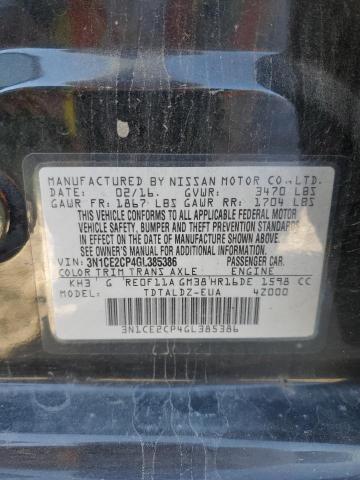 MANUFACTURED BY NISSAN MOTOR CO.,LTD.
DATE: 02/16. GVWR: 3470 LBS
GAWR FR: 1867 LBS GAWR RR: 1704 LBS
THIS VEHICLE CONFORMS TO ALL APPLICABLE FEDERAL MOTOR
VEHICLE SAFETY, BUMPER AND THEFT PREVENTION STANDARDS
IN EFFECT ON THE DATE OF MANUFACTURE SHOWN ABOVE.
SEE OWNER'S MANUAL FOR ADDITIONAL INFORMATION.
3N1CE2CP4GL385386 PASSENGER CAR.
COLOR TRIM TRANS AXLE ENGINE
KH3 G RE0F11A GM38 HR16DE 1598 CC
MODEL: TDTALDZ-EUA 42000
3N1CE2CP4GL385386